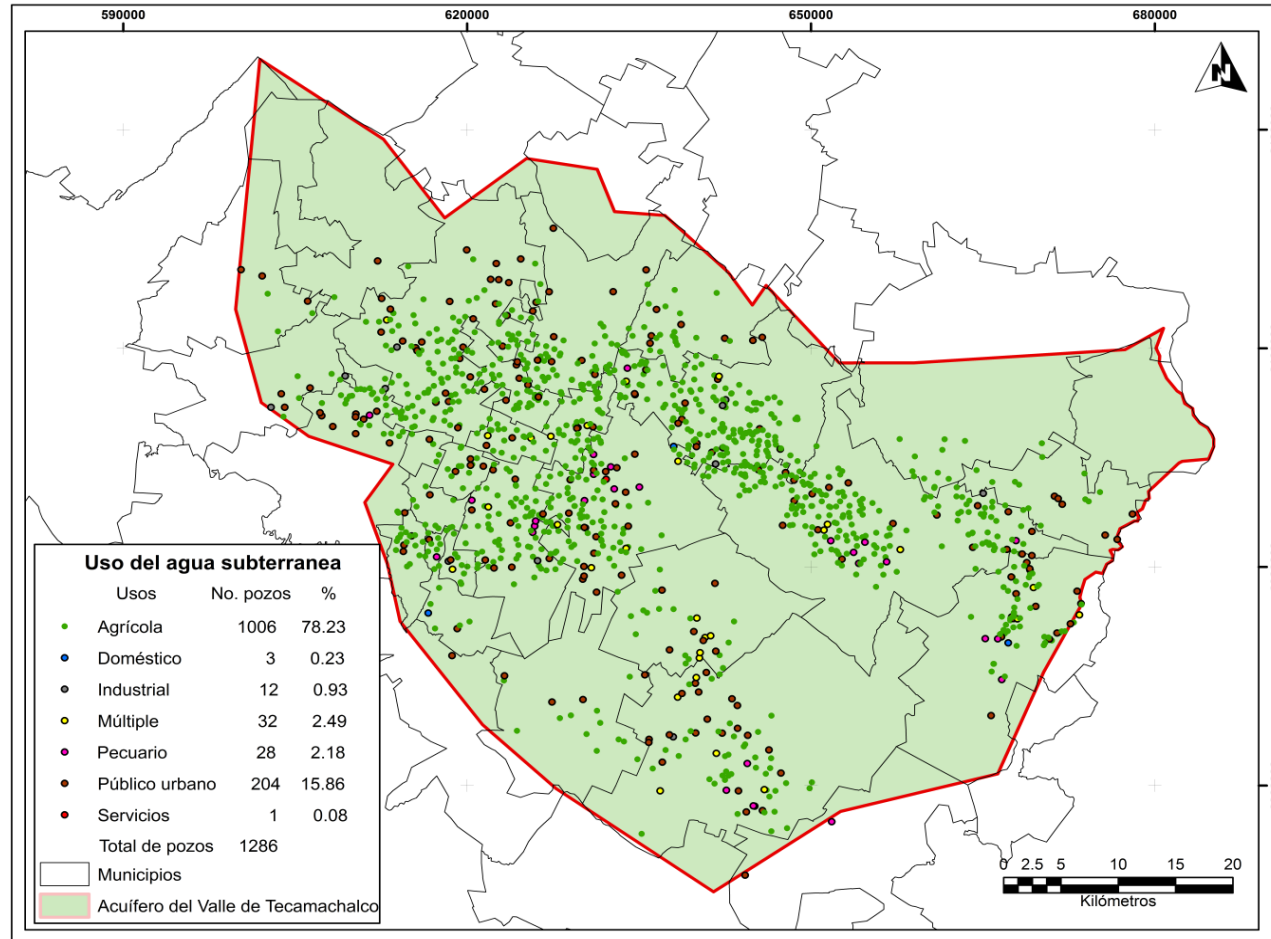 590000 620000 650000 680000
N
Uso del agua subterranea
Usos No. pozos %
Agrícola 1006 78.23
Doméstico 3 0.23
Industrial 12 0.93
Múltiple 32 2.49
Pecuario 28 2.18
Público urbano 204 15.86
Servicios 1 0.08
Total de pozos 1286
Municipios
Acuífero del Valle de Tecamachalco
0 2.5 5 10 15 20
Kilómetros